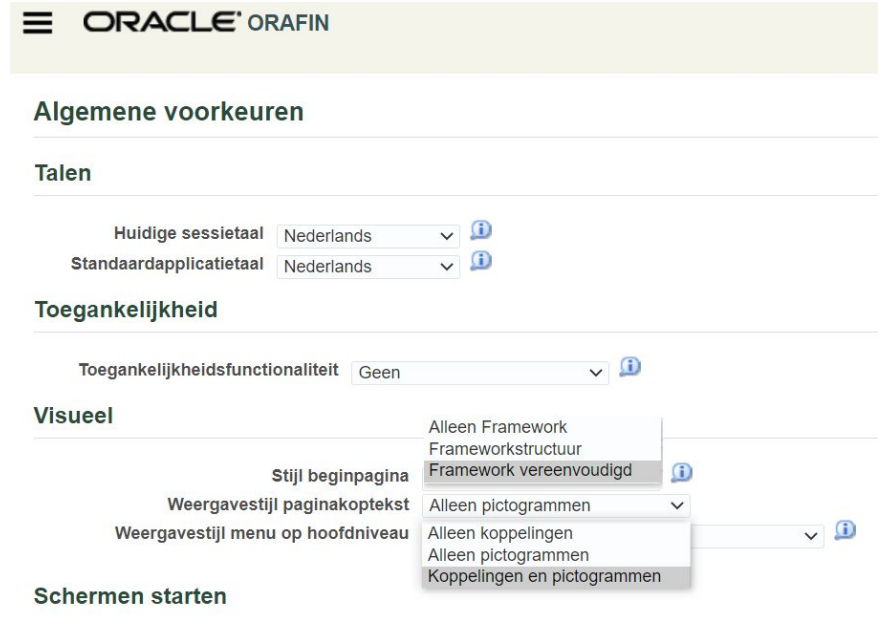 ORACLE ORAFIN
Algemene voorkeuren
Talen
Huidige sessietaal Nederlands
Standaardapplicatietaal Nederlands
Toegankelijkheid
Toegankelijkheidsfunctionaliteit Geen
Visueel
Alleen Framework
Frameworkstructuur
Stijl beginpagina Framework vereenvoudigd
Weergavestijl paginakoptekst Alleen pictogrammen
Weergavestijl menu op hoofdniveau Alleen koppelingen
Alleen pictogrammen
Koppelingen en pictogrammen
Schermen starten